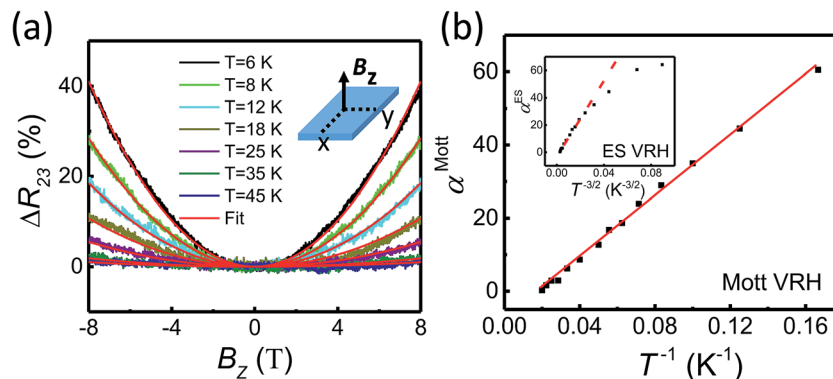 (a)
ΔR23 (%)
40
20
0
-8 -4 0 4 8
BZ (T)
T=6 K
T=8 K
T=12 K
T=18 K
T=25 K
T=35 K
T=45 K
Fit
Bz
x
y
(b)
αMott
60
40
20
0
0.00 0.04 0.08 0.12 0.16
T-1 (K-1)
Mott VRH
αES
80
60
40
20
0
0.00 0.04 0.08
T-3/2 (K-3/2)
ES VRH